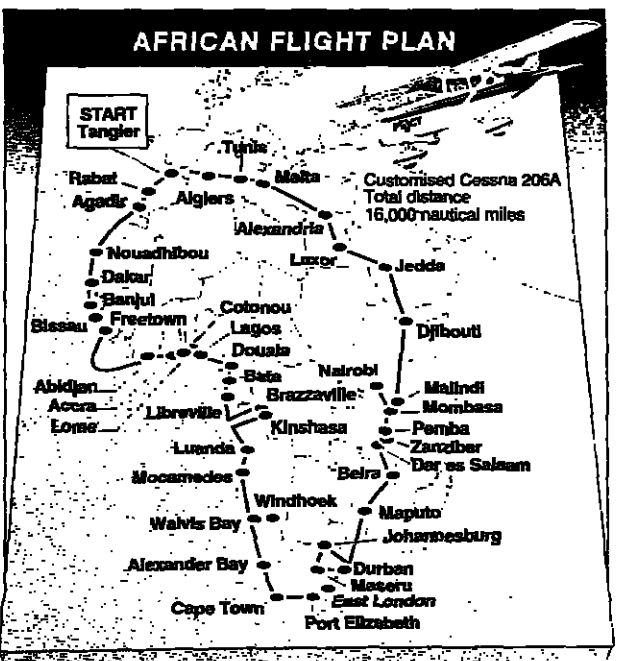 AFRICAN FLIGHT PLAN
START
Tangier
Tunis
Rabat
Malta
Agadir
Algiers
Customised Cessna 206A
Total distance
16,000 nautical miles
Alexandria
Nouadhibou
Luxor
Jedda
Dakar
Banjul
Cotonou
Bissau
Freetown
Lagos
Djibouti
Douala
Nairobi
Abidjan
Bata
Malindi
Accra
Brazzaville
Mombasa
Lome
Libreville
Kinshasa
Pemba
Zanzibar
Luanda
Dar es Salaam
Mocamedes
Beira
Windhoek
Walvis Bay
Maputo
Johannesburg
Alexander Bay
Durban
Maseru
Cape Town
East London
Port Elizabeth